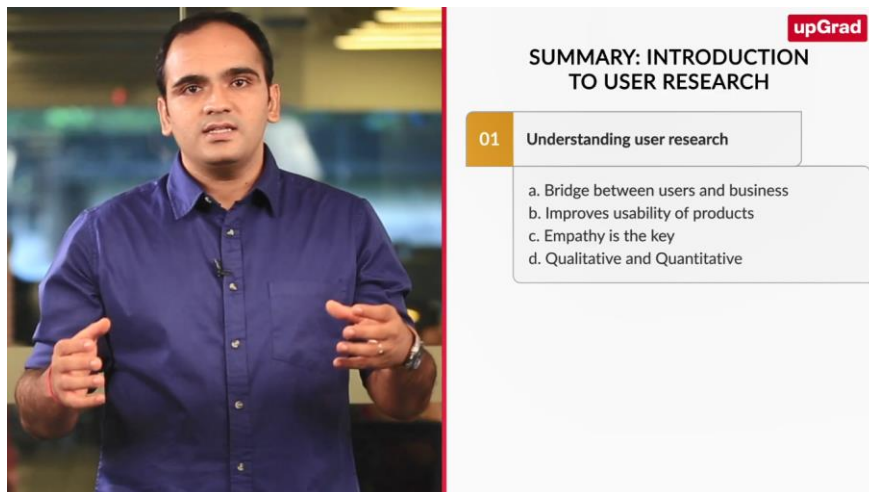 upGrad
SUMMARY: INTRODUCTION
TO USER RESEARCH
01 Understanding user research
a. Bridge between users and business
b. Improves usability of products
c. Empathy is the key
d. Qualitative and Quantitative